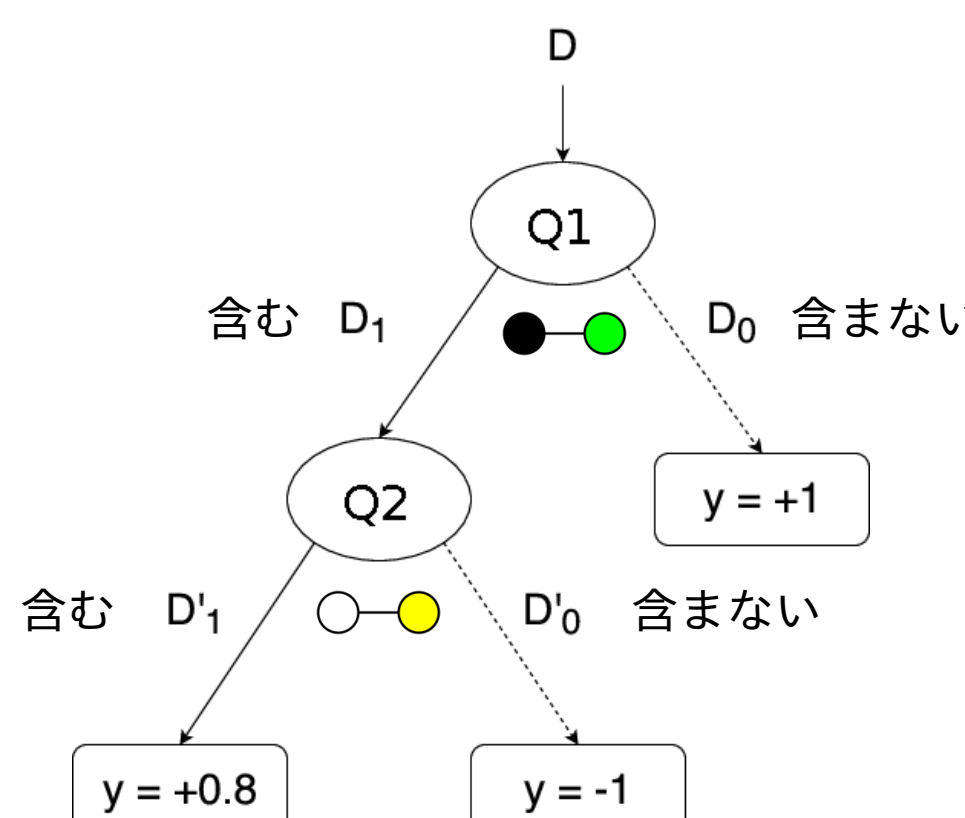 D
Q1
含む D₁
D₀ 含まない
y = +1
Q2
含む D'₁
D'₀ 含まない
y = +0.8
y = -1